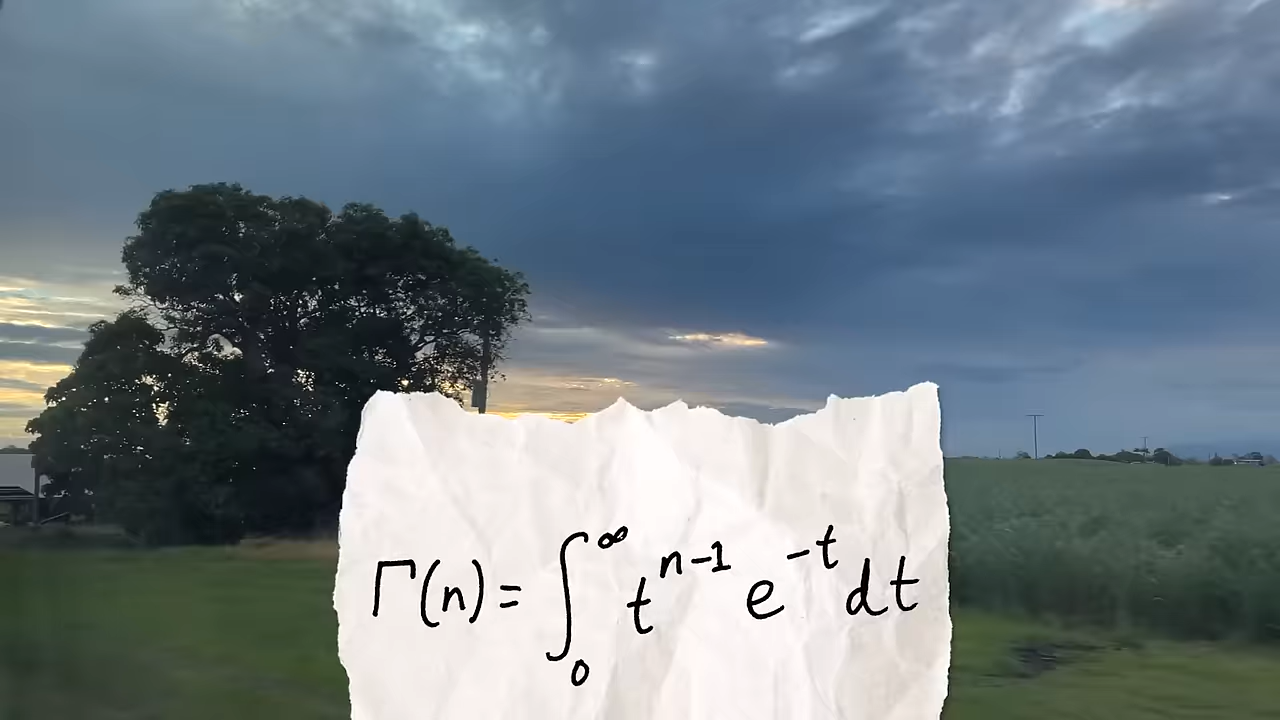 Γ(n) = ∫₀^∞ t^{n-1} e^{-t} dt